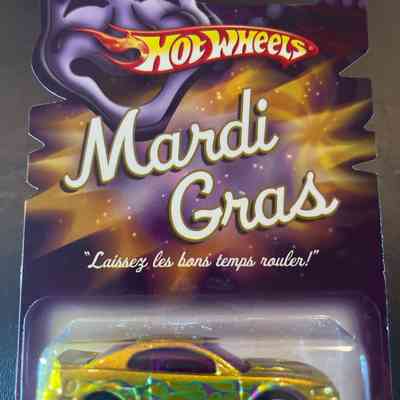 HOT WHEELS
Mardi
Gras
"Laissez les bons temps rouler!"